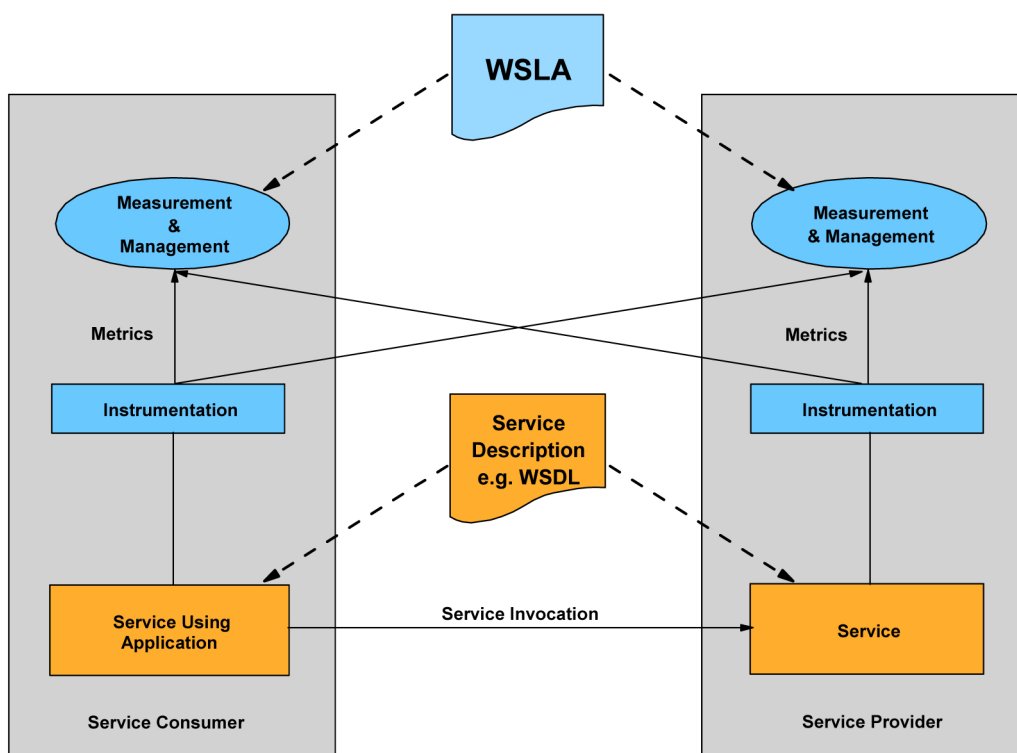 WSLA
Measurement
&
Management
Measurement
& Management
Metrics
Metrics
Instrumentation
Instrumentation
Service
Description
e.g. WSDL
Service Using
Application
Service Invocation
Service
Service Consumer
Service Provider